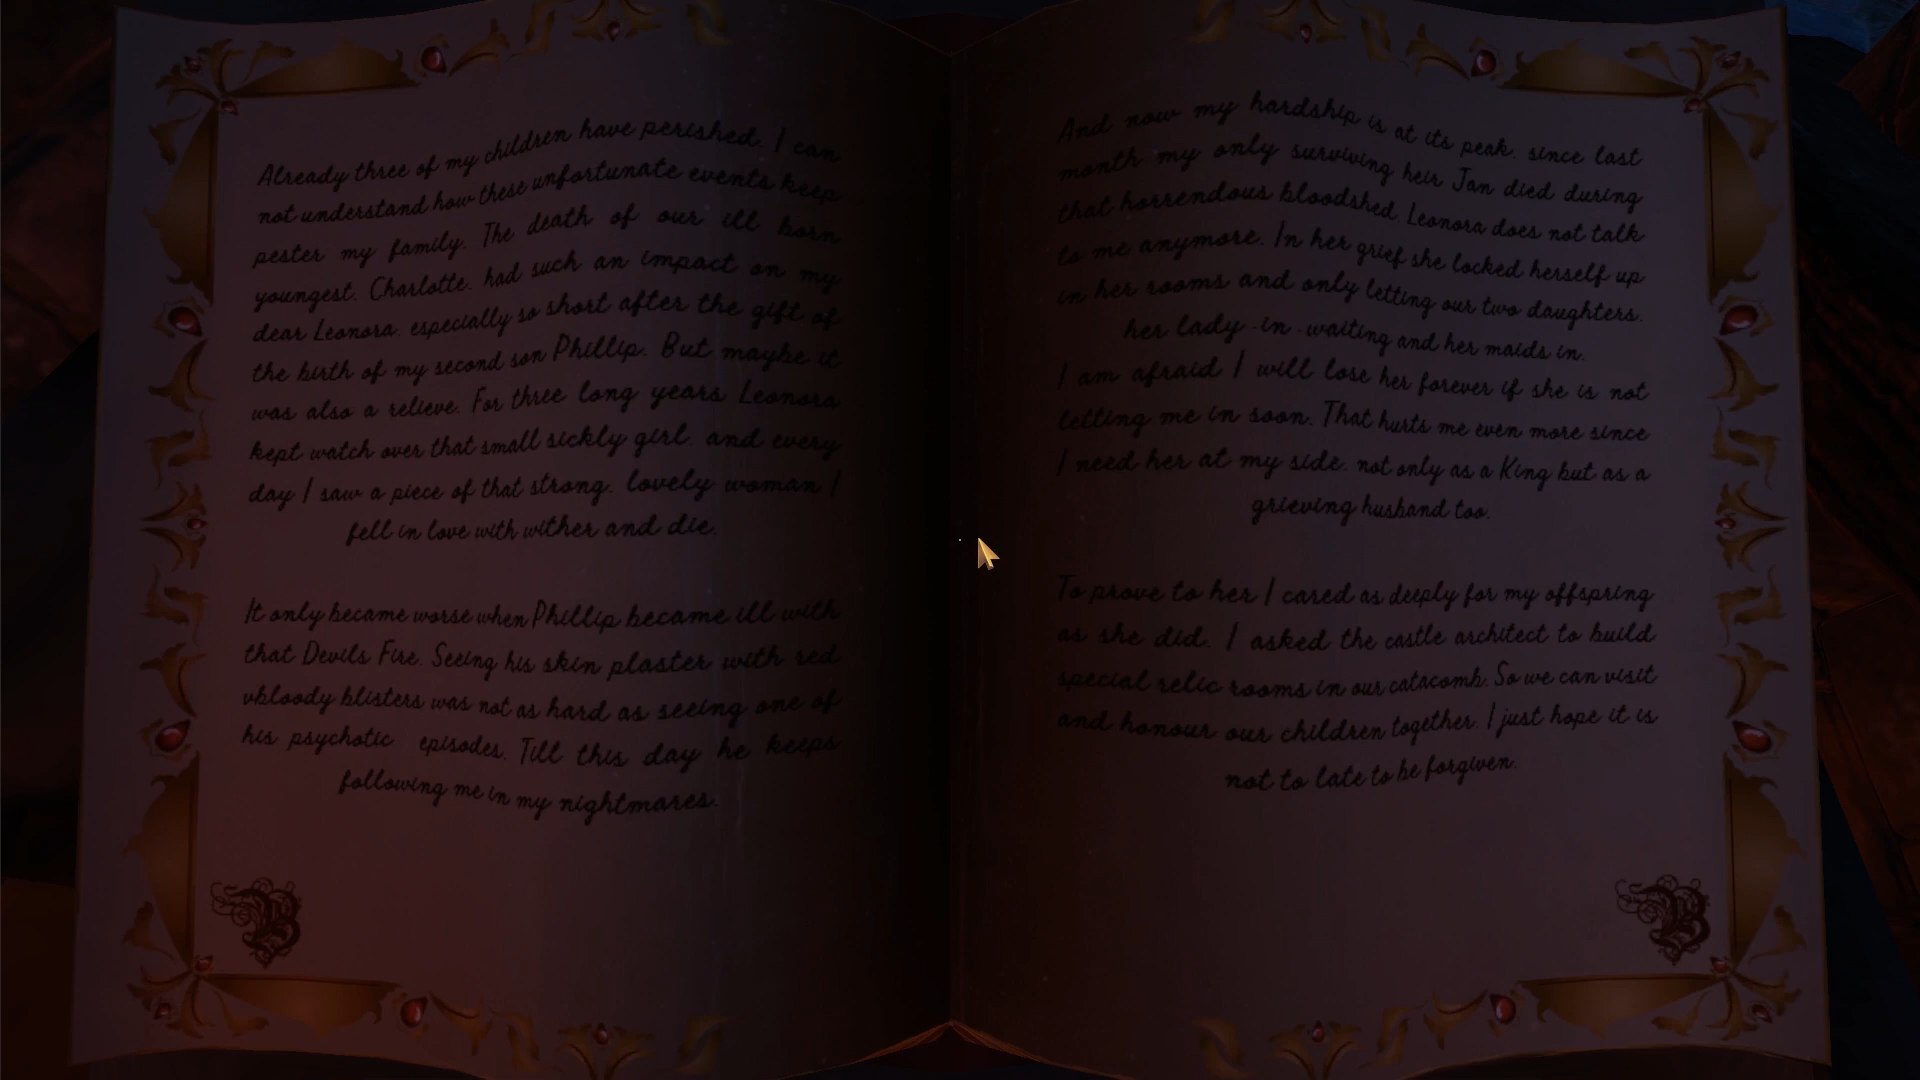 Already three of my children have perished. I can
not understand how these unfortunate events keep
pester my family. The death of our ill born
youngest, Charlotte, had such an impact on my
dear Leonora, especially so short after the gift of
the birth of my second son Phillip. But maybe it
was also a relieve. For three long years Leonora
kept watch over that small sickly girl, and every
day I saw a piece of that strong, lovely woman I
fell in love with wither and die.
It only became worse when Phillip became ill with
that Devils Fire. Seeing his skin plaster with red
vbloody blisters was not as hard as seeing one of
his psychotic episodes. Till this day he keeps
following me in my nightmares.
B
And now my hardship is at its peak, since last
month my only surviving heir Jan died during
that horrendous bloodshed. Leonora does not talk
to me anymore. In her grief she locked herself up
in her rooms and only letting our two daughters,
her lady-in-waiting and her maids in.
I am afraid I will lose her forever if she is not
letting me in soon. That hurts me even more since
I need her at my side, not only as a King but as a
grieving husband too.
To prove to her I cared as deeply for my offspring
as she did, I asked the castle architect to build
special relic rooms in our catacomb. So we can visit
and honour our children together. I just hope it is
not to late to be forgiven.
B